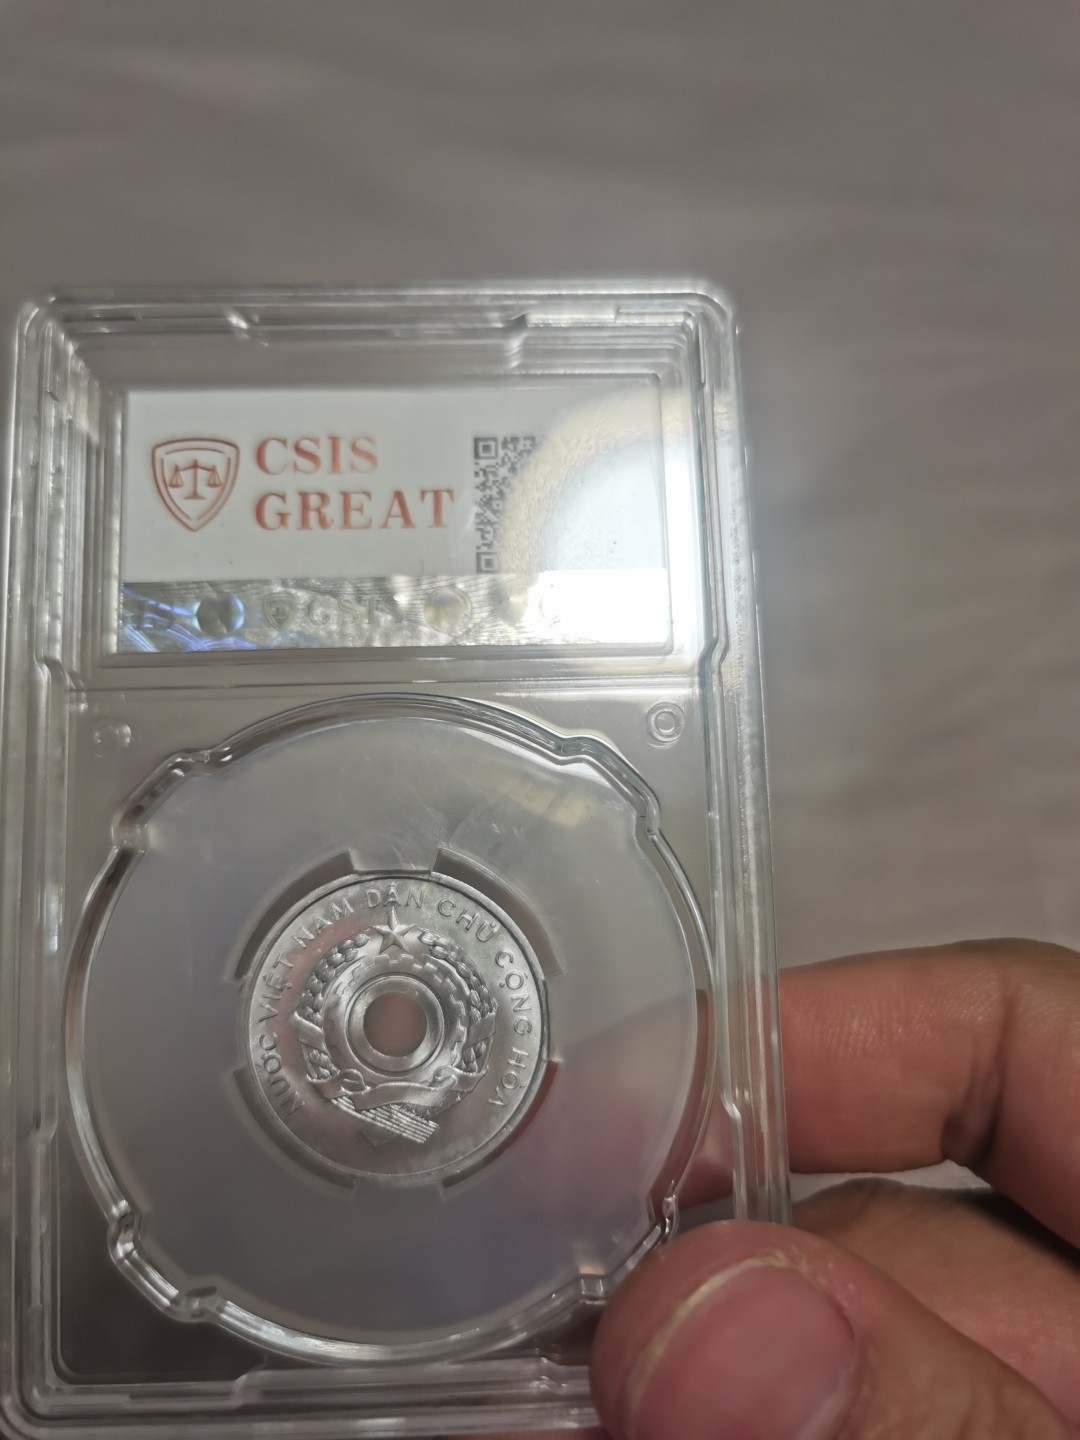 CSIS
GREAT
NƯỚC VIỆT NAM DÂN CHỦ CỘNG HÒA